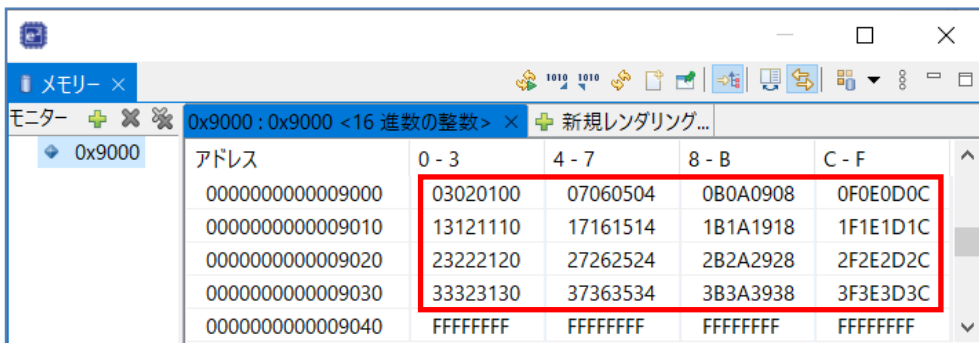 メモリー
モニター
0x9000 : 0x9000 <16 進数の整数>
新規レンダリング...
0x9000
アドレス 0 - 3 4 - 7 8 - B C - F
0000000000009000 03020100 07060504 0B0A0908 0F0E0D0C
0000000000009010 13121110 17161514 1B1A1918 1F1E1D1C
0000000000009020 23222120 27262524 2B2A2928 2F2E2D2C
0000000000009030 33323130 37363534 3B3A3938 3F3E3D3C
0000000000009040 FFFFFFFF FFFFFFFF FFFFFFFF FFFFFFFF